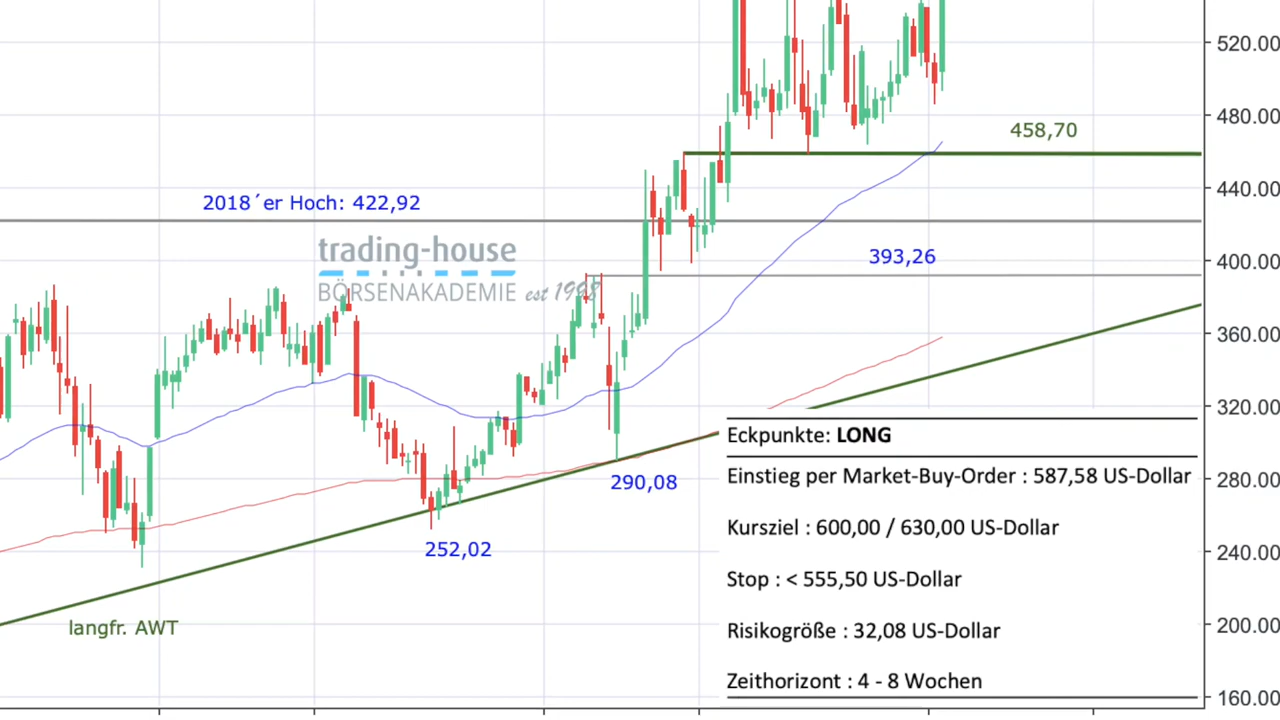 520.00
480.00
458,70
440.00
2018´er Hoch: 422,92
trading-house
BÖRSENAKADEMIE est 1998
393,26
400.00
360.00
320.00
Eckpunkte: LONG
Einstieg per Market-Buy-Order : 587,58 US-Dollar
280.00
290,08
Kursziel : 600,00 / 630,00 US-Dollar
252,02
240.00
Stop : < 555,50 US-Dollar
langfr. AWT
200.00
Risikogröße : 32,08 US-Dollar
Zeithorizont : 4 - 8 Wochen
160.00